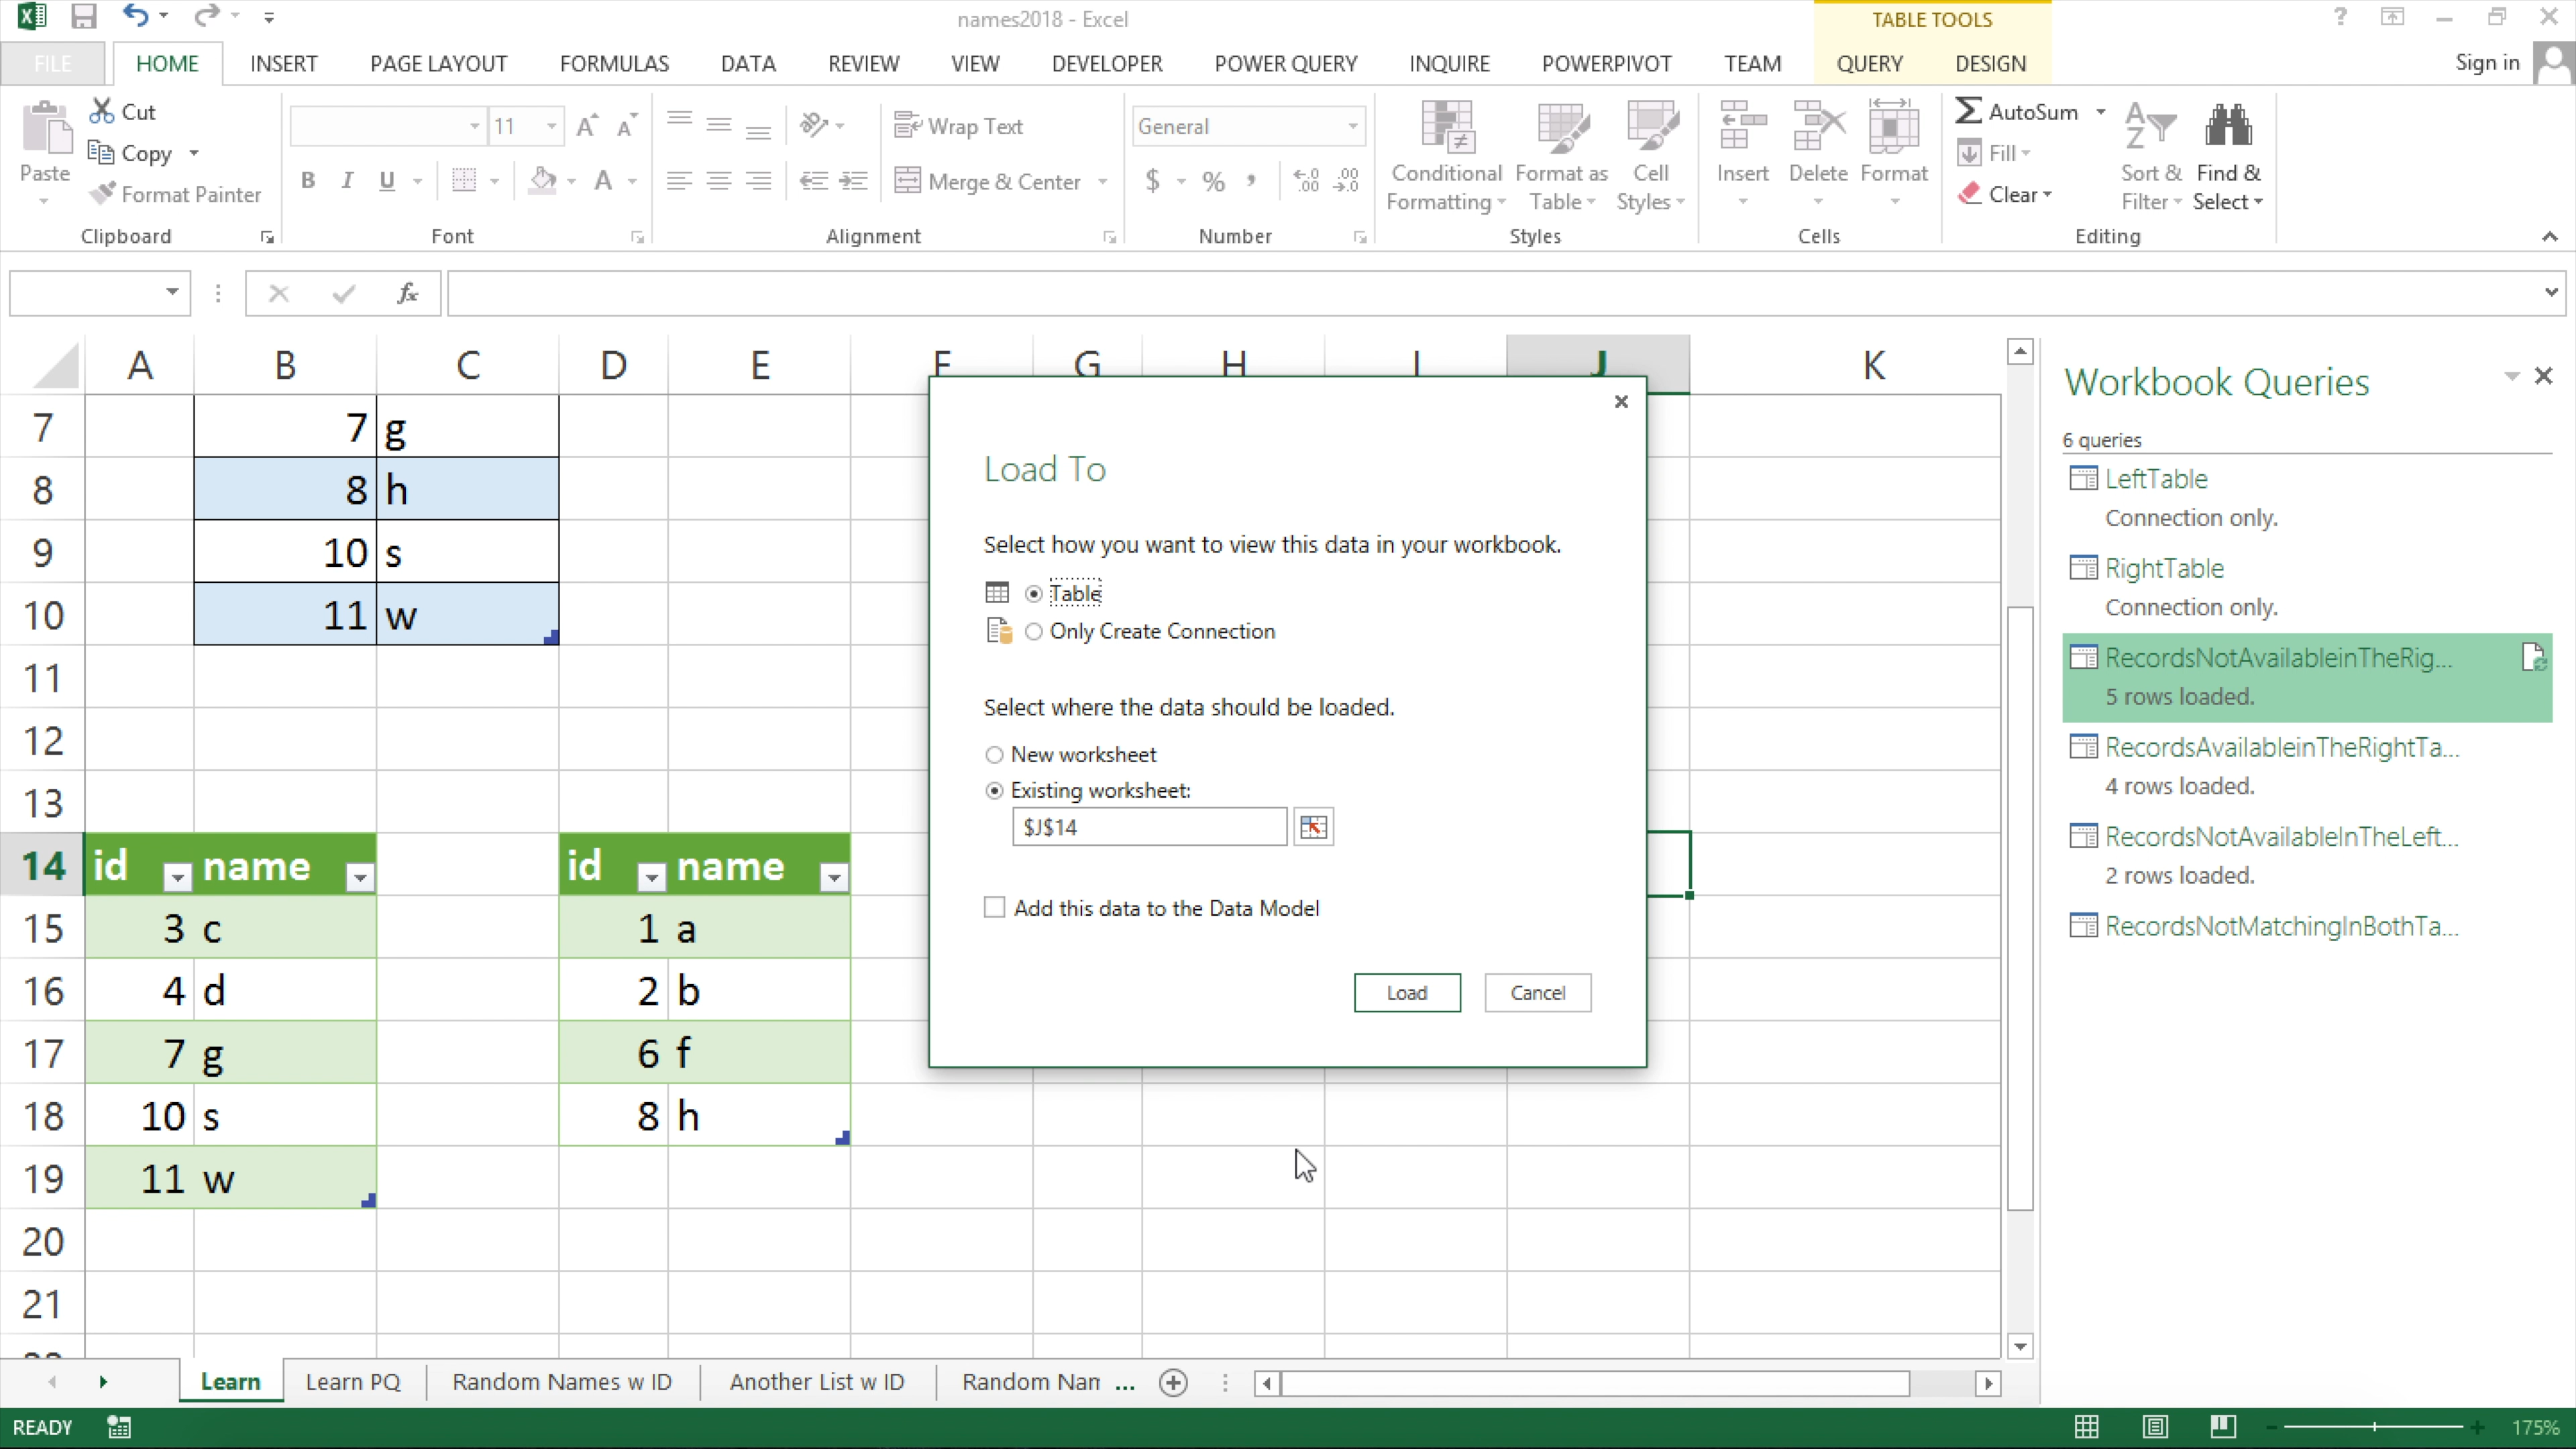 names2018 - Excel
TABLE TOOLS
FILE HOME INSERT PAGE LAYOUT FORMULAS DATA REVIEW VIEW DEVELOPER POWER QUERY INQUIRE POWERPIVOT TEAM QUERY DESIGN Sign in
Paste
Cut
Copy
Format Painter
Clipboard
11
B I U
Font
Wrap Text
Merge & Center
Alignment
General
$ % ,
Number
Conditional Formatting
Format as Table
Cell Styles
Styles
Insert Delete Format
Cells
AutoSum
Fill
Clear
Sort & Filter
Find & Select
Editing
fx
A B C D E F G H I J K
7 7 g
8 8 h
9 10 s
10 11 w
11
12
13
14 id name id name
15 3 c 1 a
16 4 d 2 b
17 7 g 6 f
18 10 s 8 h
19 11 w
20
21
Load To
Select how you want to view this data in your workbook.
Table
Only Create Connection
Select where the data should be loaded.
New worksheet
Existing worksheet:
$J$14
Add this data to the Data Model
Load Cancel
Workbook Queries
6 queries
LeftTable
Connection only.
RightTable
Connection only.
RecordsNotAvailableinTheRig...
5 rows loaded.
RecordsAvailableinTheRightTa...
4 rows loaded.
RecordsNotAvailableInTheLeft...
2 rows loaded.
RecordsNotMatchingInBothTa...
Learn Learn PQ Random Names w ID Another List w ID Random Nam ...
READY
175%